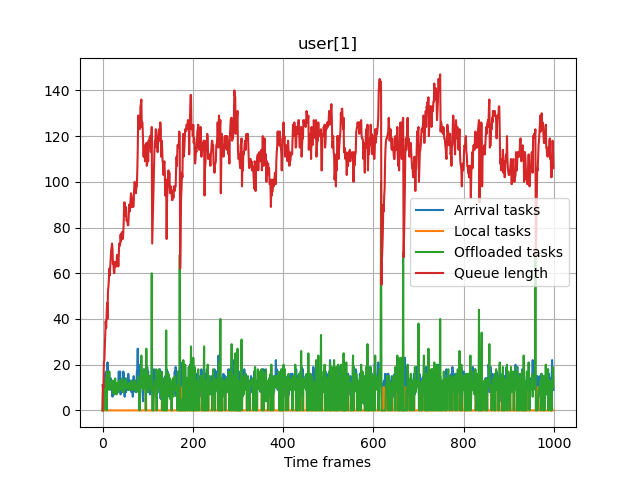 user[1]
140
120
100
80
60
40
20
0
Arrival tasks
Local tasks
Offloaded tasks
Queue length
0 200 400 600 800 1000
Time frames